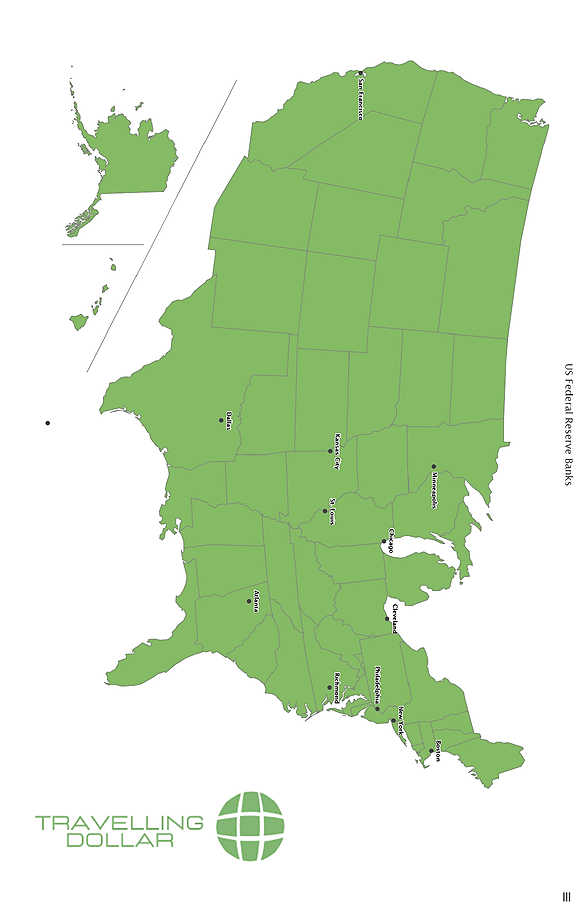 US Federal Reserve Banks
San Francisco
Dallas
Kansas City
Minneapolis
St. Louis
Chicago
Atlanta
Cleveland
Richmond
Philadelphia
New York
Boston
TRAVELLING
DOLLAR
III